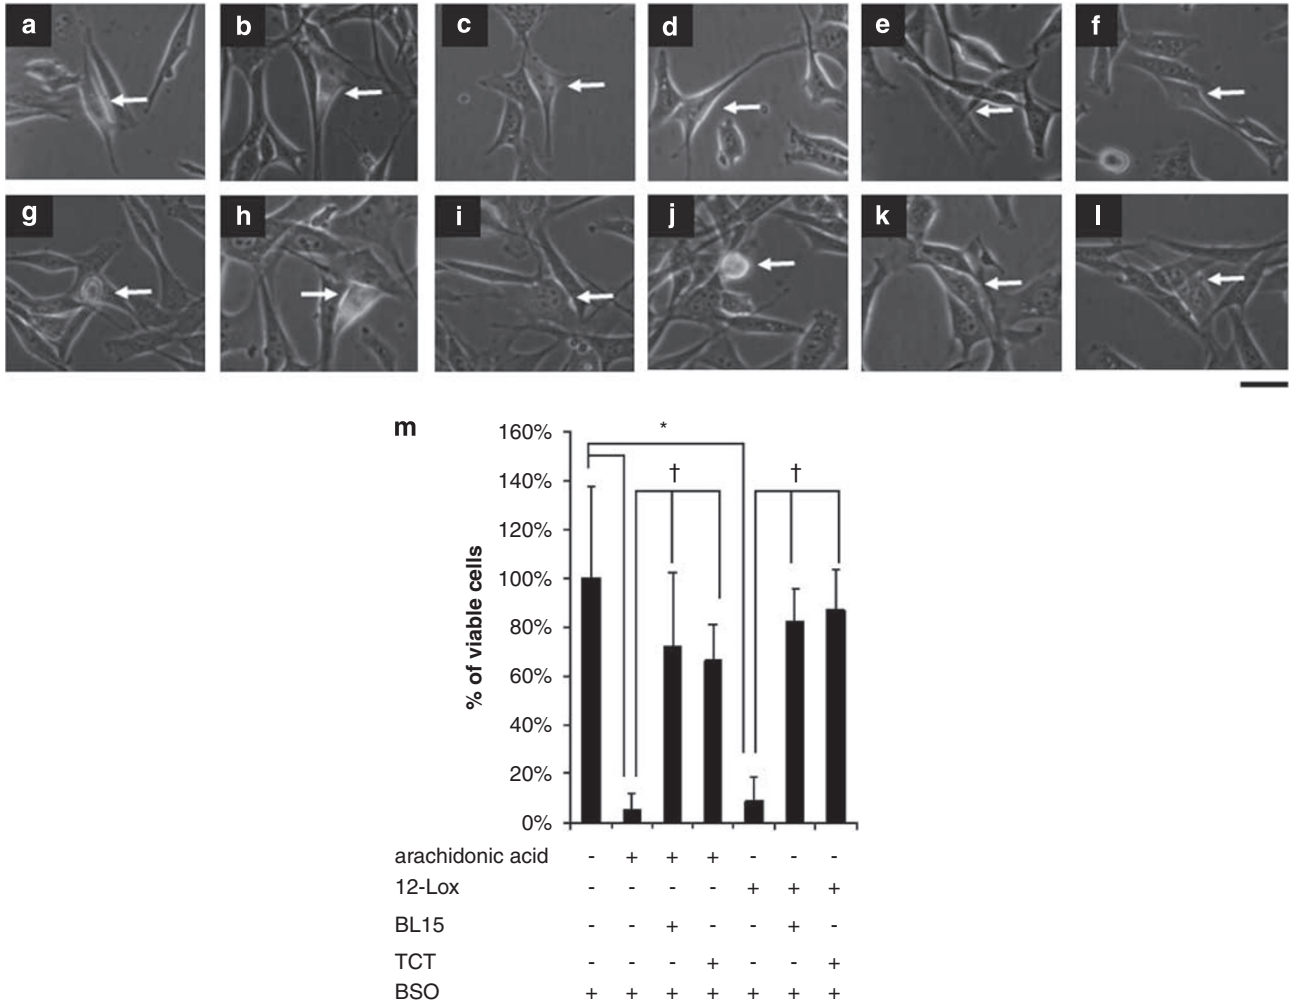 a b c d e f
g h i j k l
m
*
† †
160%
140%
120%
100%
80%
60%
40%
20%
0%
% of viable cells
arachidonic acid - + + + - - -
12-Lox - - - - + + +
BL15 - - + - - + -
TCT - - - + - - +
BSO + + + + + + +